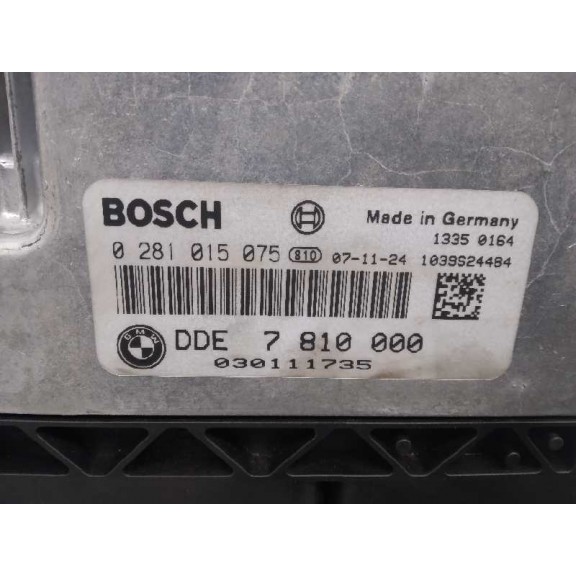 BOSCH Made in Germany
1335 0164
0 281 015 075 810 07-11-24 1039S24484
BMW DDE 7 810 000
030111735